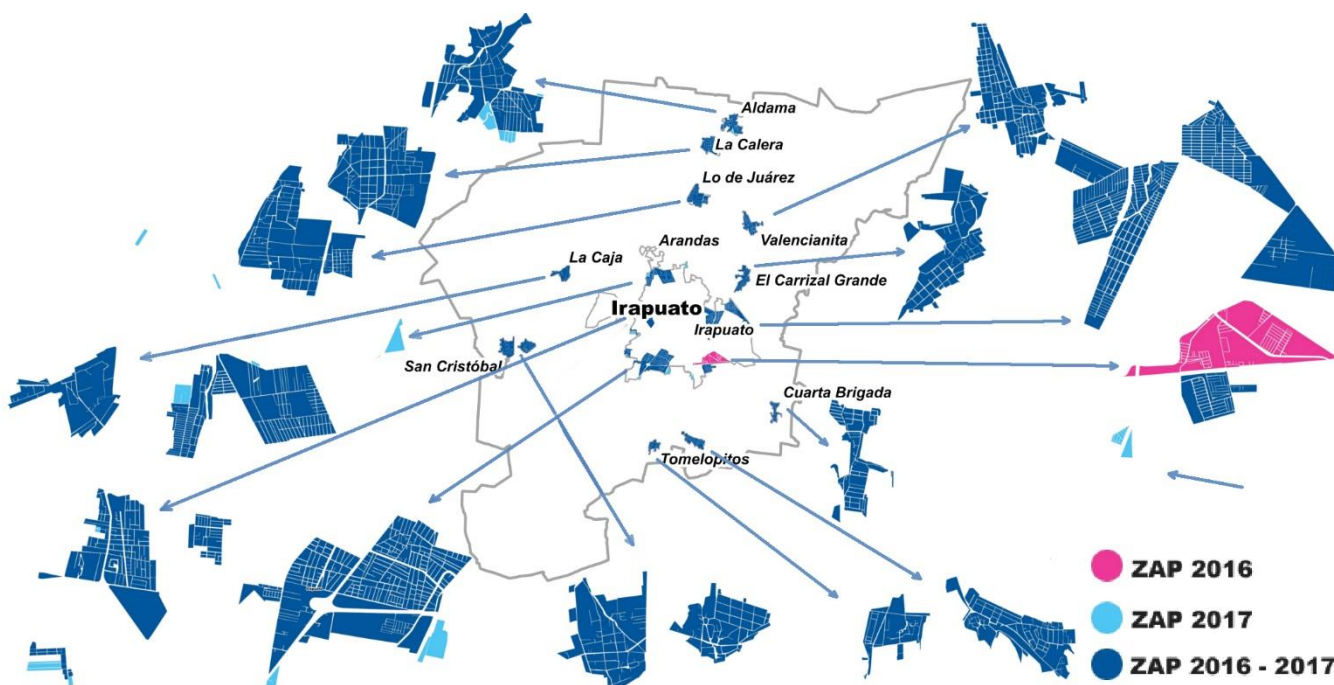 Aldama
La Calera
Lo de Juárez
Valencianita
Arandas
La Caja
El Carrizal Grande
Irapuato
Irapuato
San Cristóbal
Cuarta Brigada
Tomelopitos
ZAP 2016
ZAP 2017
ZAP 2016 - 2017